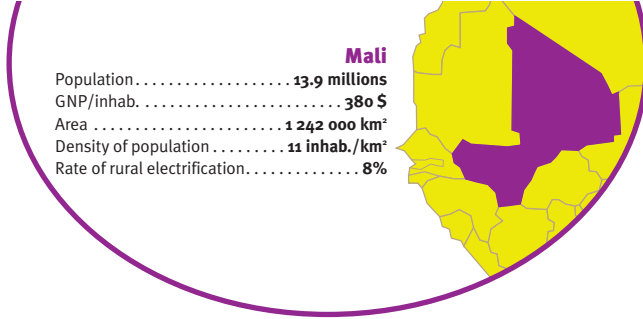 Mali
Population. . . . . . . . . . . . . . . . . . 13.9 millions
GNP/inhab. . . . . . . . . . . . . . . . . . . . . . . . . 380 $
Area . . . . . . . . . . . . . . . . . . . . . . . 1 242 000 km²
Density of population . . . . . . . . . . 11 inhab./km²
Rate of rural electrification. . . . . . . . . . . . . . 8%